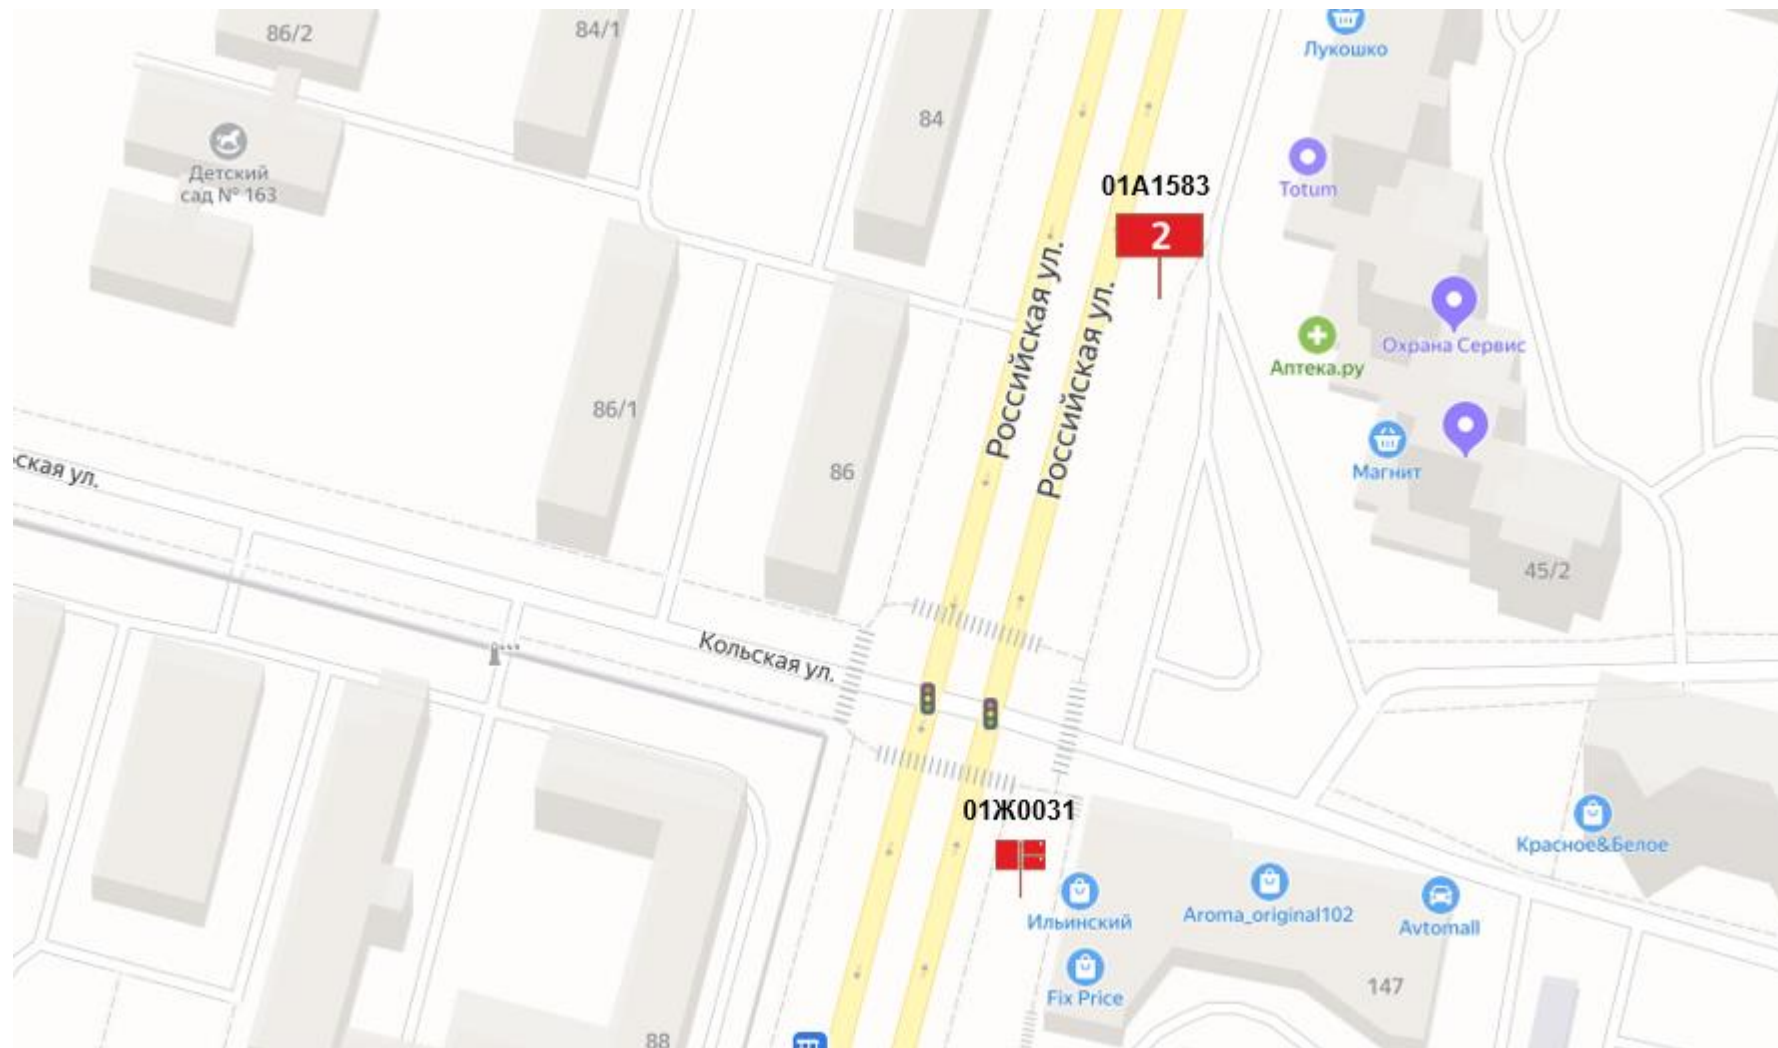 86/2
84/1
Лукошко
84
Детский
сад № 163
01А1583
2
Totum
Российская ул.
Российская ул.
Охрана Сервис
Аптека.ру
86/1
86
Магнит
ская ул.
45/2
Кольская ул.
01Ж0031
Красное&Белое
Ильинский
Aroma_original102
Avtomall
Fix Price
147
88